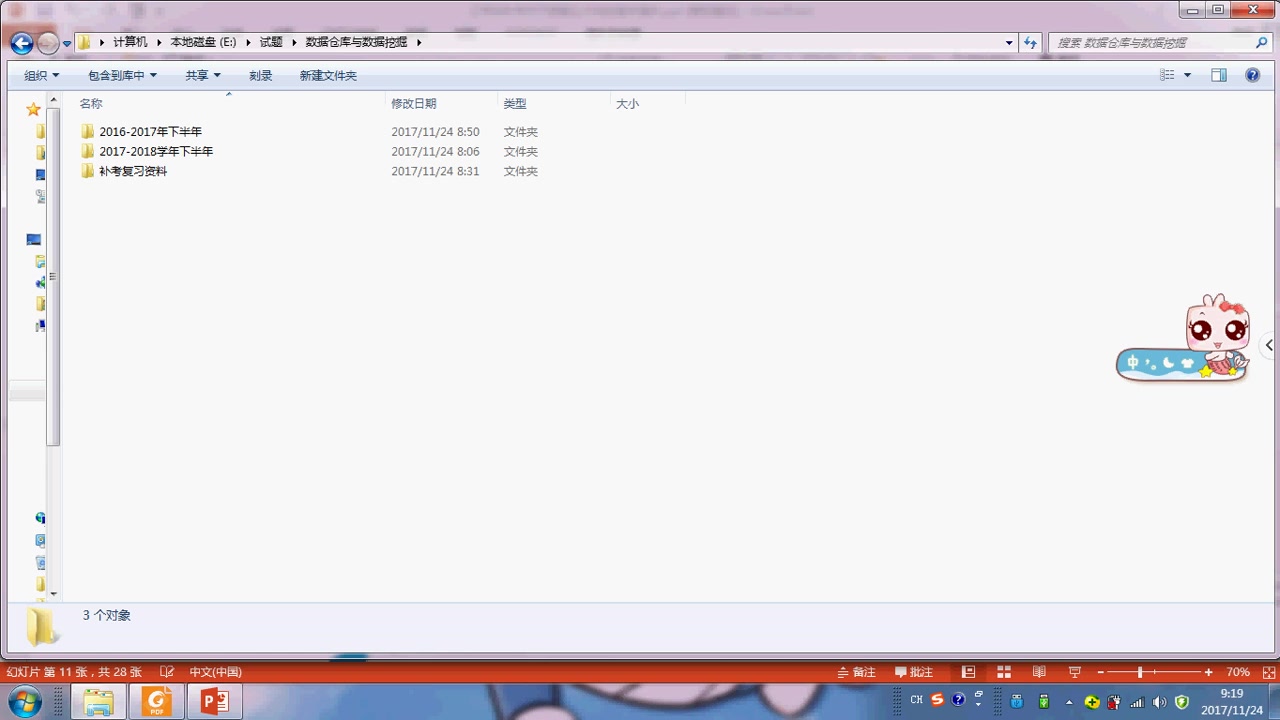 计算机 本地磁盘 (E:) 试题 数据仓库与数据挖掘
搜索 数据仓库与数据挖掘
组织 包含到库中 共享 刻录 新建文件夹
名称 修改日期 类型 大小
2016-2017年下半年 2017/11/24 8:50 文件夹
2017-2018学年下半年 2017/11/24 8:06 文件夹
补考复习资料 2017/11/24 8:31 文件夹
中
3 个对象
幻灯片 第 11 张，共 28 张 中文(中国) 备注 批注 70%
PDF
CH
9:19
2017/11/24